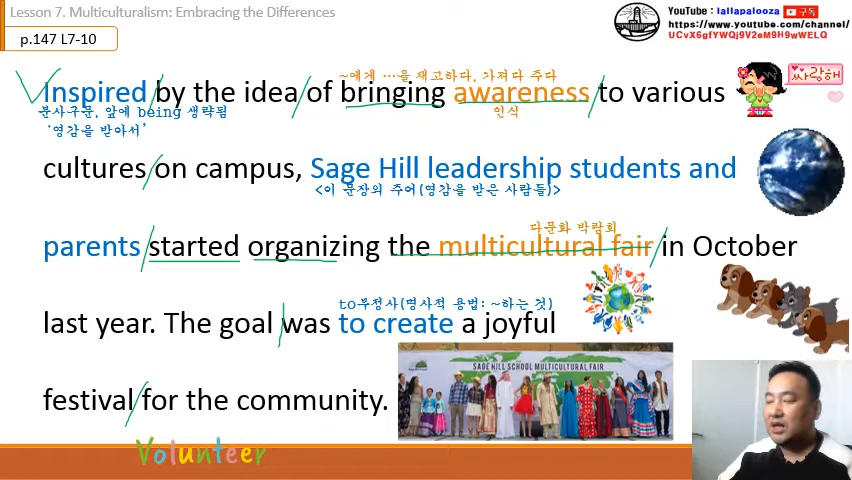 Lesson 7. Multiculturalism: Embracing the Differences
YouTube : lallapalooza 구독
https://www.youtube.com/channel/
UCvX6gfYWQj9V2eM9H9wWELQ
p.147 L7-10
~에게 …을 재고하다, 가져다 주다
싸랑해
Inspired by the idea of bringing awareness to various
분사구문. 앞에 being 생략됨
인식
'영감을 받아서'
cultures on campus, Sage Hill leadership students and
<이 문장의 주어(영감을 받은 사람들)>
다문화 박람회
parents started organizing the multicultural fair in October
to부정사(명사적 용법: ~하는 것)
last year. The goal was to create a joyful
SAGE HILL SCHOOL MULTICULTURAL FAIR
festival for the community.
Volunteer